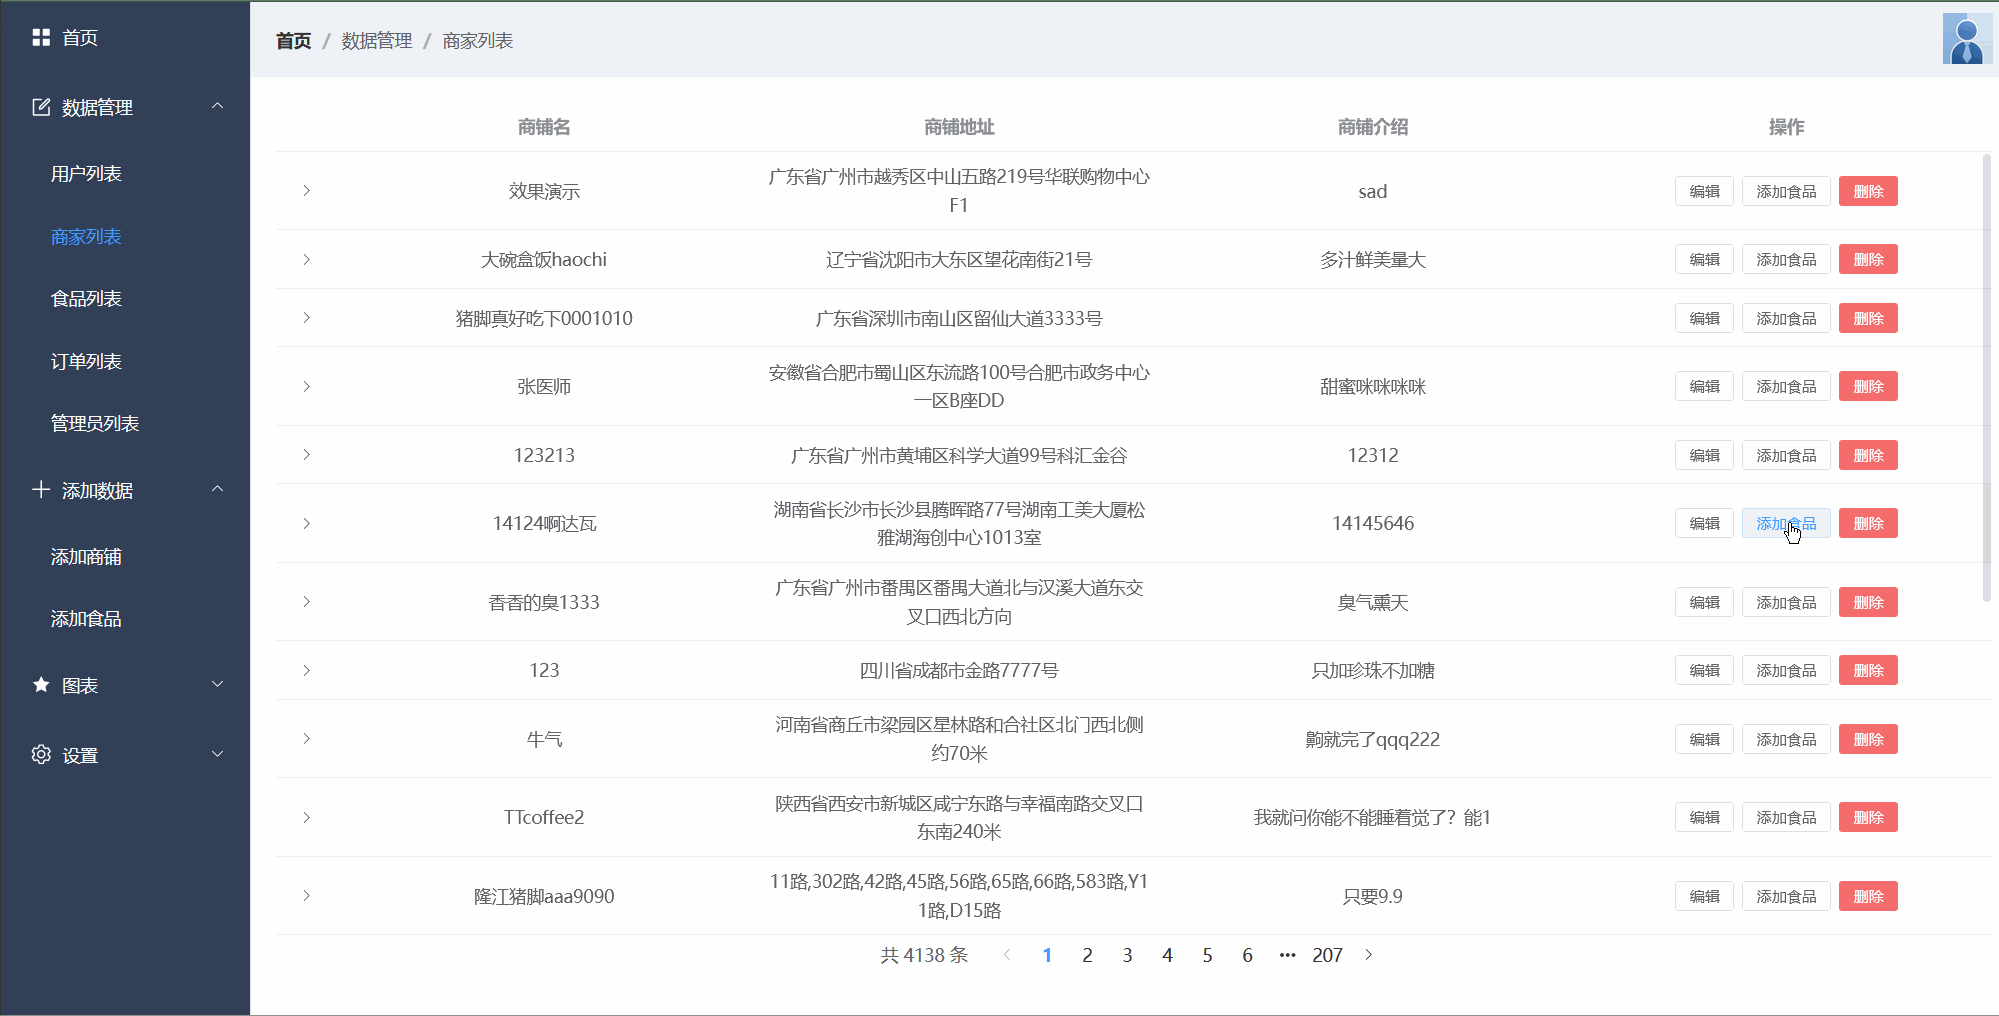 首页
数据管理
用户列表
商家列表
食品列表
订单列表
管理员列表
添加数据
添加商铺
添加食品
图表
设置
首页 / 数据管理 / 商家列表
商铺名 商铺地址 商铺介绍 操作
效果演示 广东省广州市越秀区中山五路219号华联购物中心 sad 编辑 添加食品 删除
F1
大碗盒饭haochi 辽宁省沈阳市大东区望花南街21号 多汁鲜美量大 编辑 添加食品 删除
猪脚真好吃下0001010 广东省深圳市南山区留仙大道3333号 编辑 添加食品 删除
张医师 安徽省合肥市蜀山区东流路100号合肥市政务中心 甜蜜咪咪咪咪 编辑 添加食品 删除
一区B座DD
123213 广东省广州市黄埔区科学大道99号科汇金谷 12312 编辑 添加食品 删除
14124啊达瓦 湖南省长沙市长沙县腾晖路77号湖南工美大厦松 14145646 编辑 添加食品 删除
雅湖海创中心1013室
香香的臭1333 广东省广州市番禺区番禺大道北与汉溪大道东交 臭气熏天 编辑 添加食品 删除
叉口西北方向
123 四川省成都市金路7777号 只加珍珠不加糖 编辑 添加食品 删除
牛气 河南省商丘市梁园区星林路和合社区北门西北侧 齁就完了qqq222 编辑 添加食品 删除
约70米
TTcoffee2 陕西省西安市新城区咸宁东路与幸福南路交叉口 我就问你能不能睡着觉了？能1 编辑 添加食品 删除
东南240米
隆江猪脚aaa9090 11路,302路,42路,45路,56路,65路,66路,583路,Y1 只要9.9 编辑 添加食品 删除
1路,D15路
共 4138 条 1 2 3 4 5 6 ••• 207